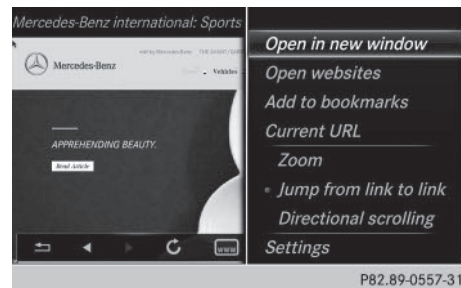 Mercedes-Benz international: Sports
Mercedes-Benz
Vehicles
APPREHENDING BEAUTY.
Read Article
www
Open in new window
Open websites
Add to bookmarks
Current URL
Zoom
Jump from link to link
Directional scrolling
Settings
P82.89-0557-31